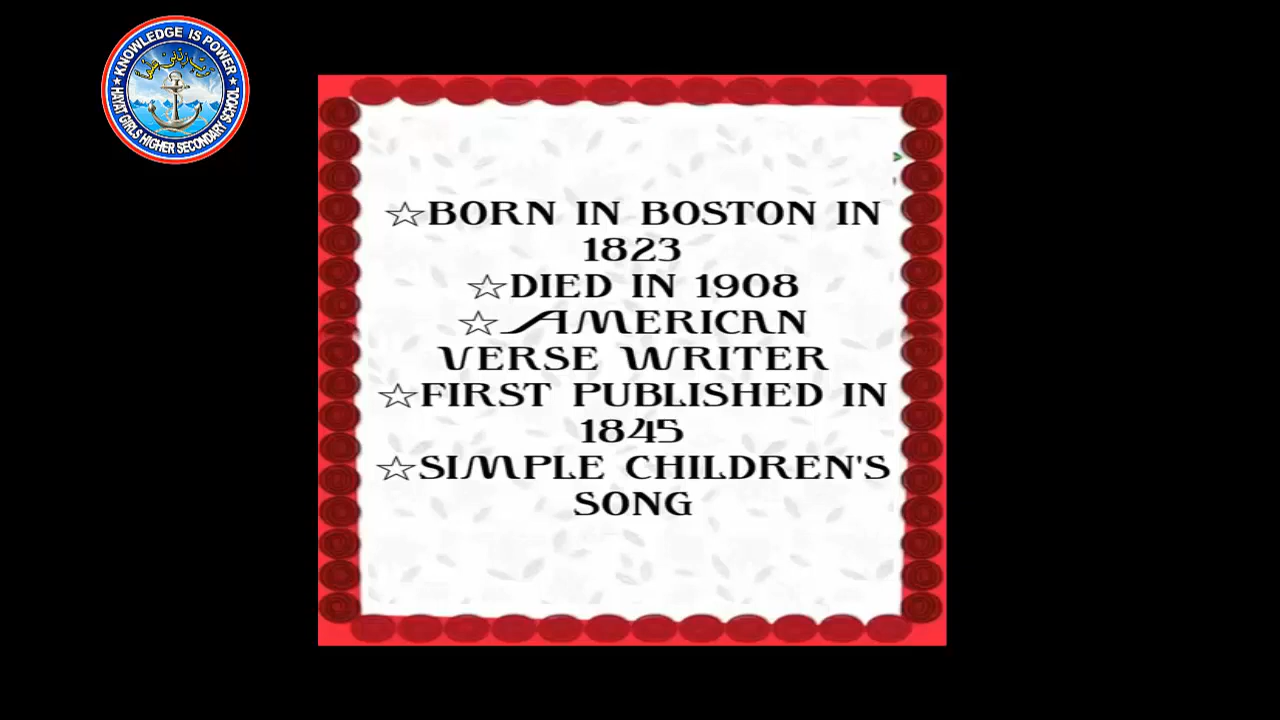 KNOWLEDGE IS POWER
رَبِّ زِدْنِي عِلْمًا
HAYAT GIRLS HIGHER SECONDARY SCHOOL
☆BORN IN BOSTON IN
1823
☆DIED IN 1908
☆AMERICAN
VERSE WRITER
☆FIRST PUBLISHED IN
1845
☆SIMPLE CHILDREN'S
SONG